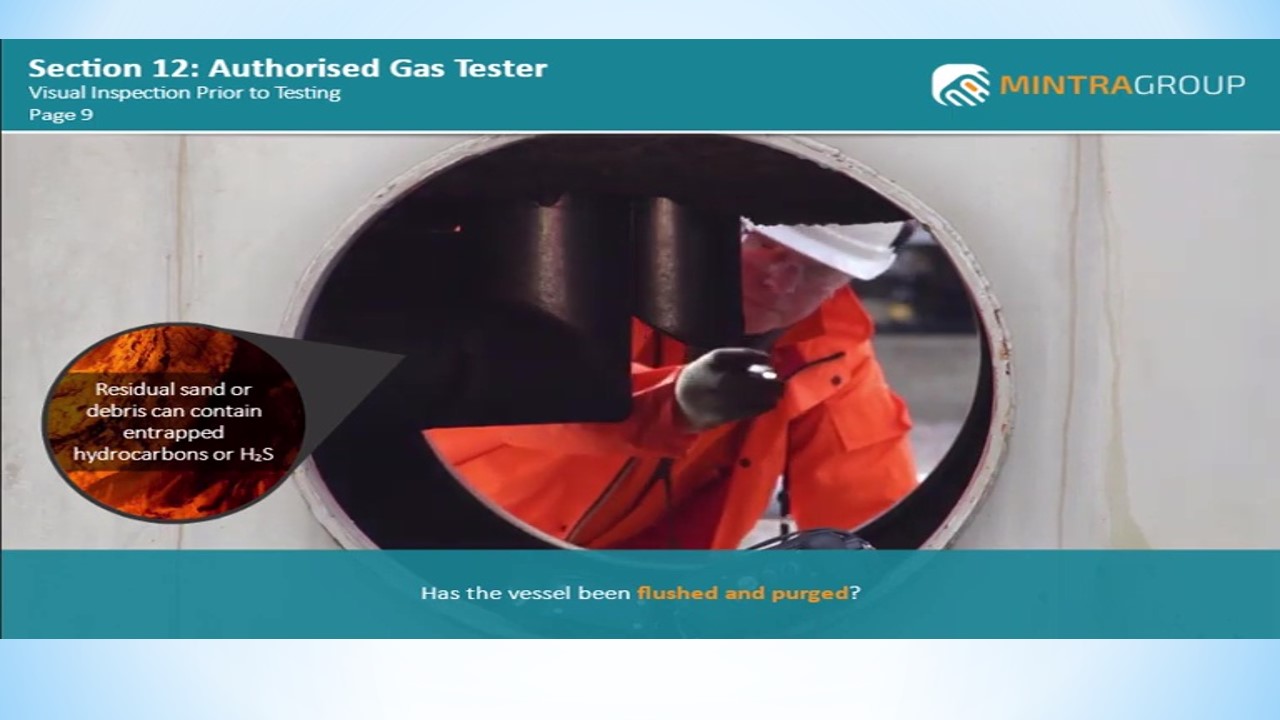 Section 12: Authorised Gas Tester
Visual Inspection Prior to Testing
Page 9
MINTRAGROUP
Residual sand or
debris can contain
entrapped
hydrocarbons or H₂S
Has the vessel been flushed and purged?